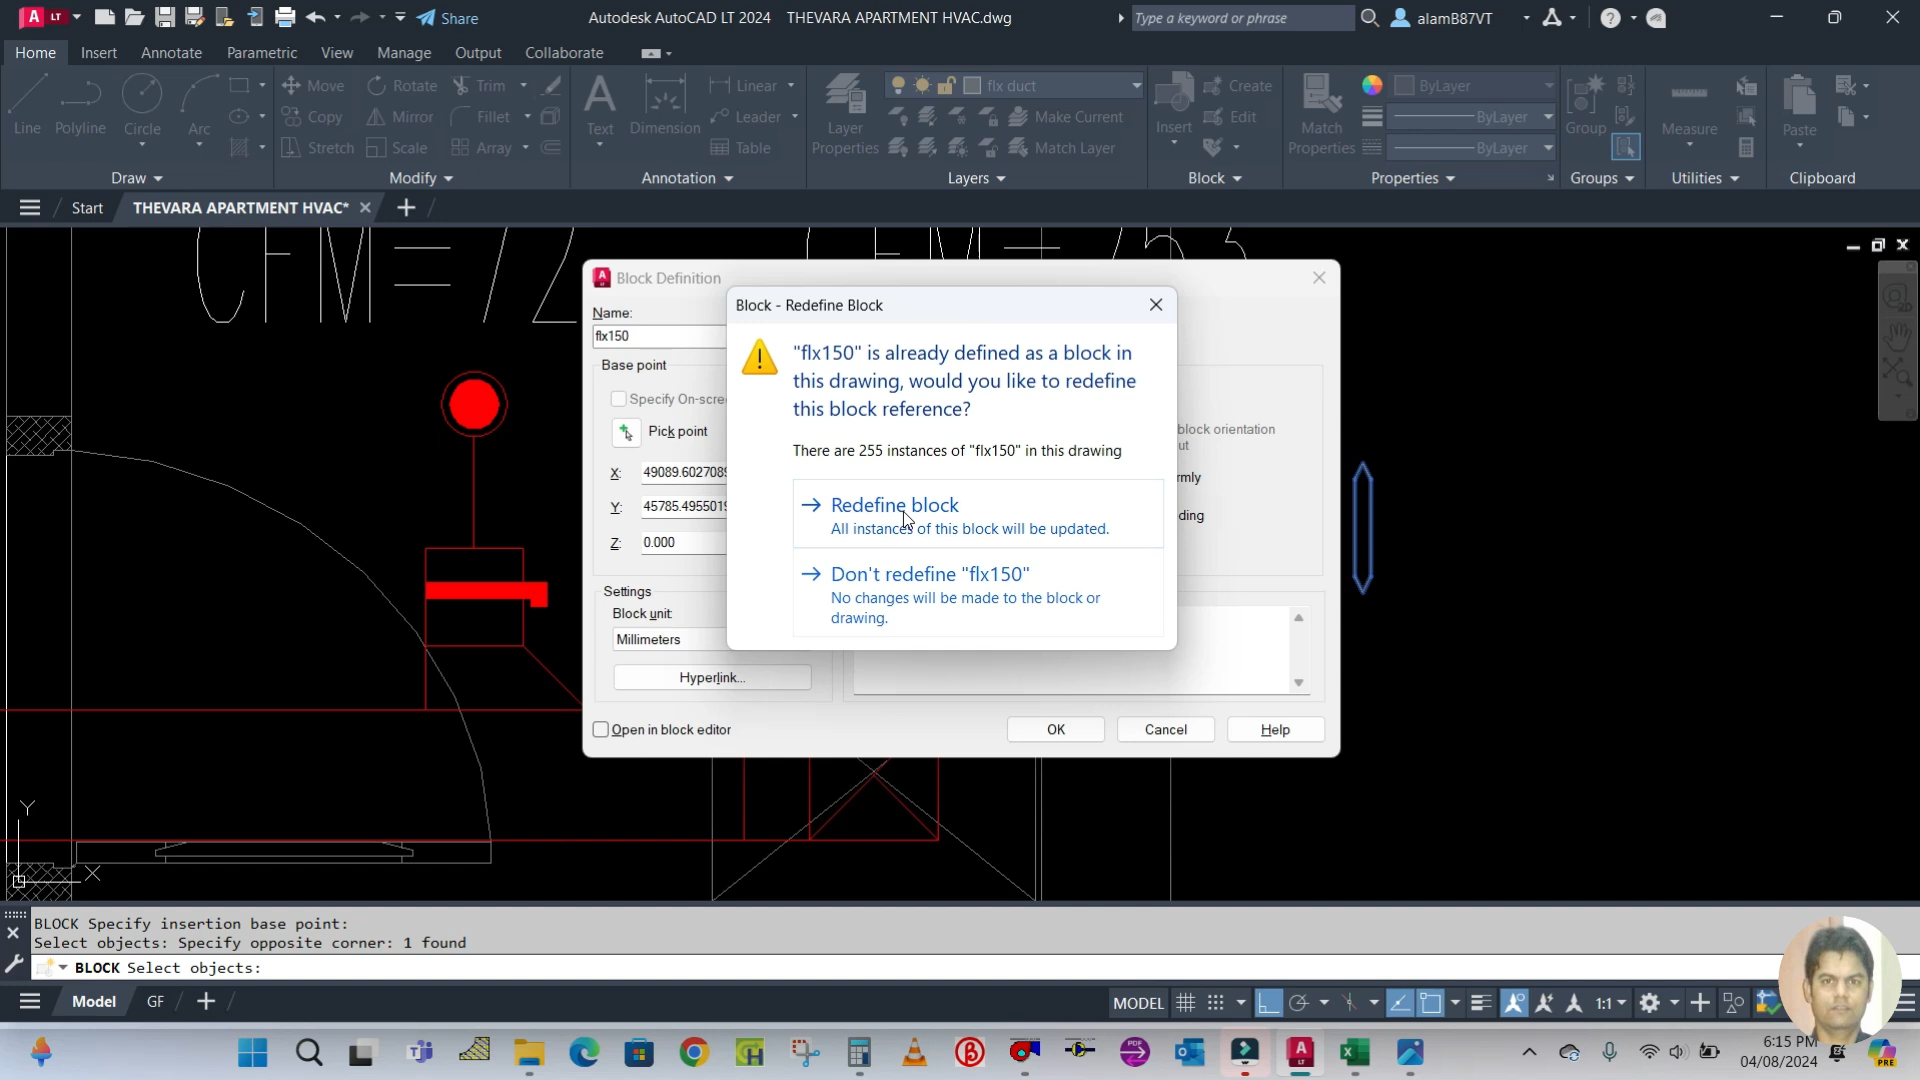 LT
Share
Autodesk AutoCAD LT 2024 THEVARA APARTMENT HVAC.dwg
Type a keyword or phrase
alamB87VT
Home Insert Annotate Parametric View Manage Output Collaborate
Line Polyline Circle Arc
Move Rotate Trim
Copy Mirror Fillet
Stretch Scale Array
Text Dimension
Linear
Leader
Table
Layer Properties
flx duct
Make Current
Match Layer
Insert
Create
Edit
Match Properties
ByLayer
ByLayer
ByLayer
Group
Measure
Paste
Draw Modify Annotation Layers Block Properties Groups Utilities Clipboard
Start THEVARA APARTMENT HVAC*
Block Definition
Name:
flx150
Base point
Specify On-scre
Pick point
X: 49089.602708
Y: 45785.495501
Z: 0.000
Settings
Block unit:
Millimeters
Hyperlink...
Open in block editor
block orientation
ut
rmly
ding
OK Cancel Help
Block - Redefine Block
"flx150" is already defined as a block in
this drawing, would you like to redefine
this block reference?
There are 255 instances of "flx150" in this drawing
Redefine block
All instances of this block will be updated.
Don't redefine "flx150"
No changes will be made to the block or
drawing.
Y
X
BLOCK Specify insertion base point:
Select objects: Specify opposite corner: 1 found
BLOCK Select objects:
Model GF
MODEL
1:1
6:15 PM
04/08/2024